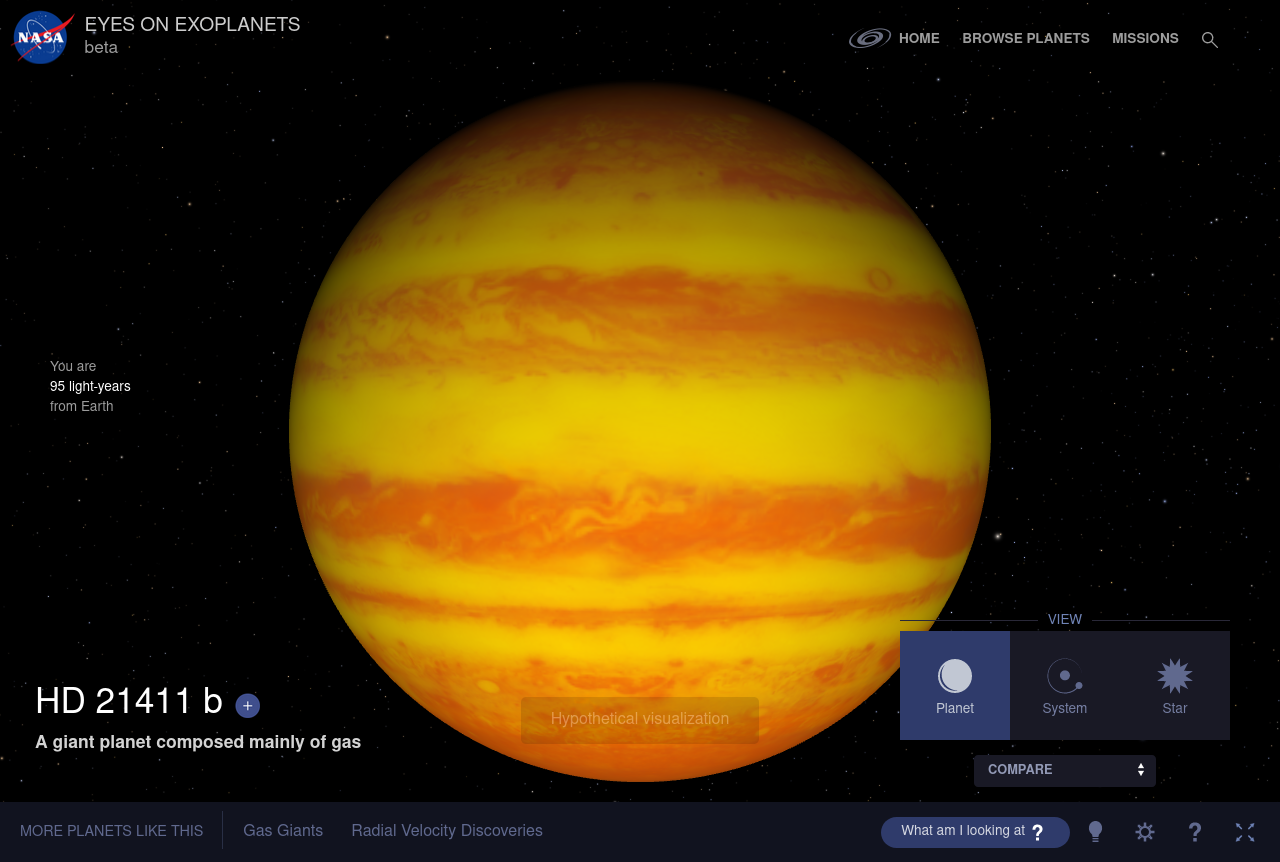 NASA
EYES ON EXOPLANETS
beta
HOME
BROWSE PLANETS
MISSIONS
You are
95 light-years
from Earth
VIEW
Planet
System
Star
HD 21411 b +
A giant planet composed mainly of gas
Hypothetical visualization
COMPARE
MORE PLANETS LIKE THIS
Gas Giants
Radial Velocity Discoveries
What am I looking at ?
?